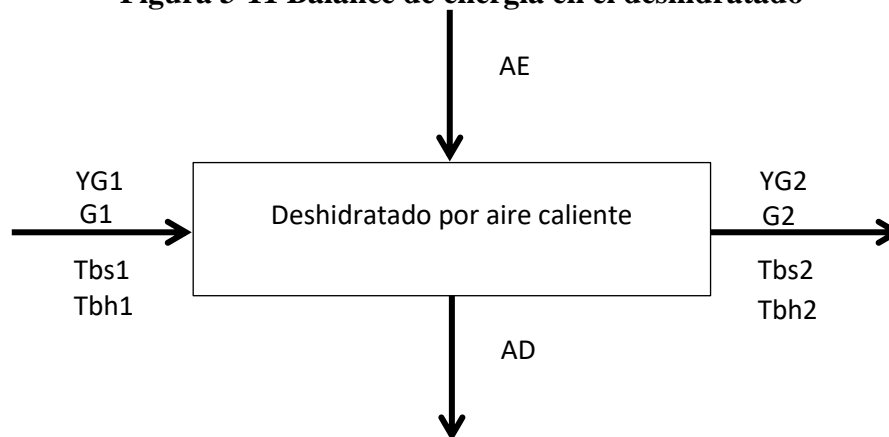 Figura 3-11 Balance de energía en el deshidratado
AE
YG1
G1
Tbs1
Tbh1
Deshidratado por aire caliente
YG2
G2
Tbs2
Tbh2
AD